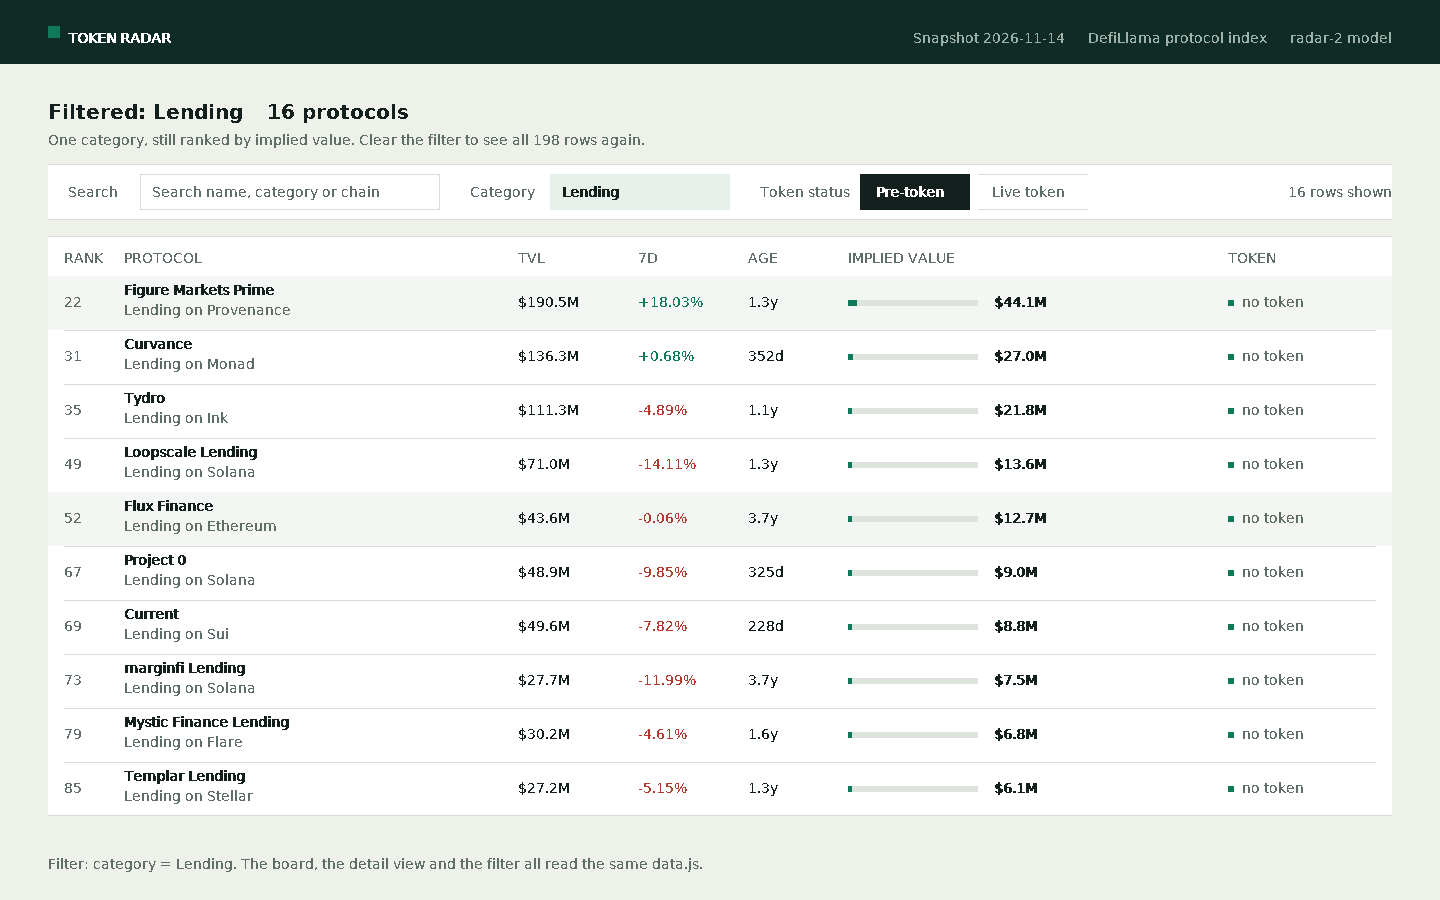 TOKEN RADAR
Snapshot 2026-11-14 DefiLlama protocol index radar-2 model
Filtered: Lending 16 protocols
One category, still ranked by implied value. Clear the filter to see all 198 rows again.
Search Search name, category or chain Category Lending Token status Pre-token Live token 16 rows shown
RANK PROTOCOL TVL 7D AGE IMPLIED VALUE TOKEN
22 Figure Markets Prime $190.5M +18.03% 1.3y $44.1M no token
Lending on Provenance
31 Curvance $136.3M +0.68% 352d $27.0M no token
Lending on Monad
35 Tydro $111.3M -4.89% 1.1y $21.8M no token
Lending on Ink
49 Loopscale Lending $71.0M -14.11% 1.3y $13.6M no token
Lending on Solana
52 Flux Finance $43.6M -0.06% 3.7y $12.7M no token
Lending on Ethereum
67 Project 0 $48.9M -9.85% 325d $9.0M no token
Lending on Solana
69 Current $49.6M -7.82% 228d $8.8M no token
Lending on Sui
73 marginfi Lending $27.7M -11.99% 3.7y $7.5M no token
Lending on Solana
79 Mystic Finance Lending $30.2M -4.61% 1.6y $6.8M no token
Lending on Flare
85 Templar Lending $27.2M -5.15% 1.3y $6.1M no token
Lending on Stellar
Filter: category = Lending. The board, the detail view and the filter all read the same data.js.